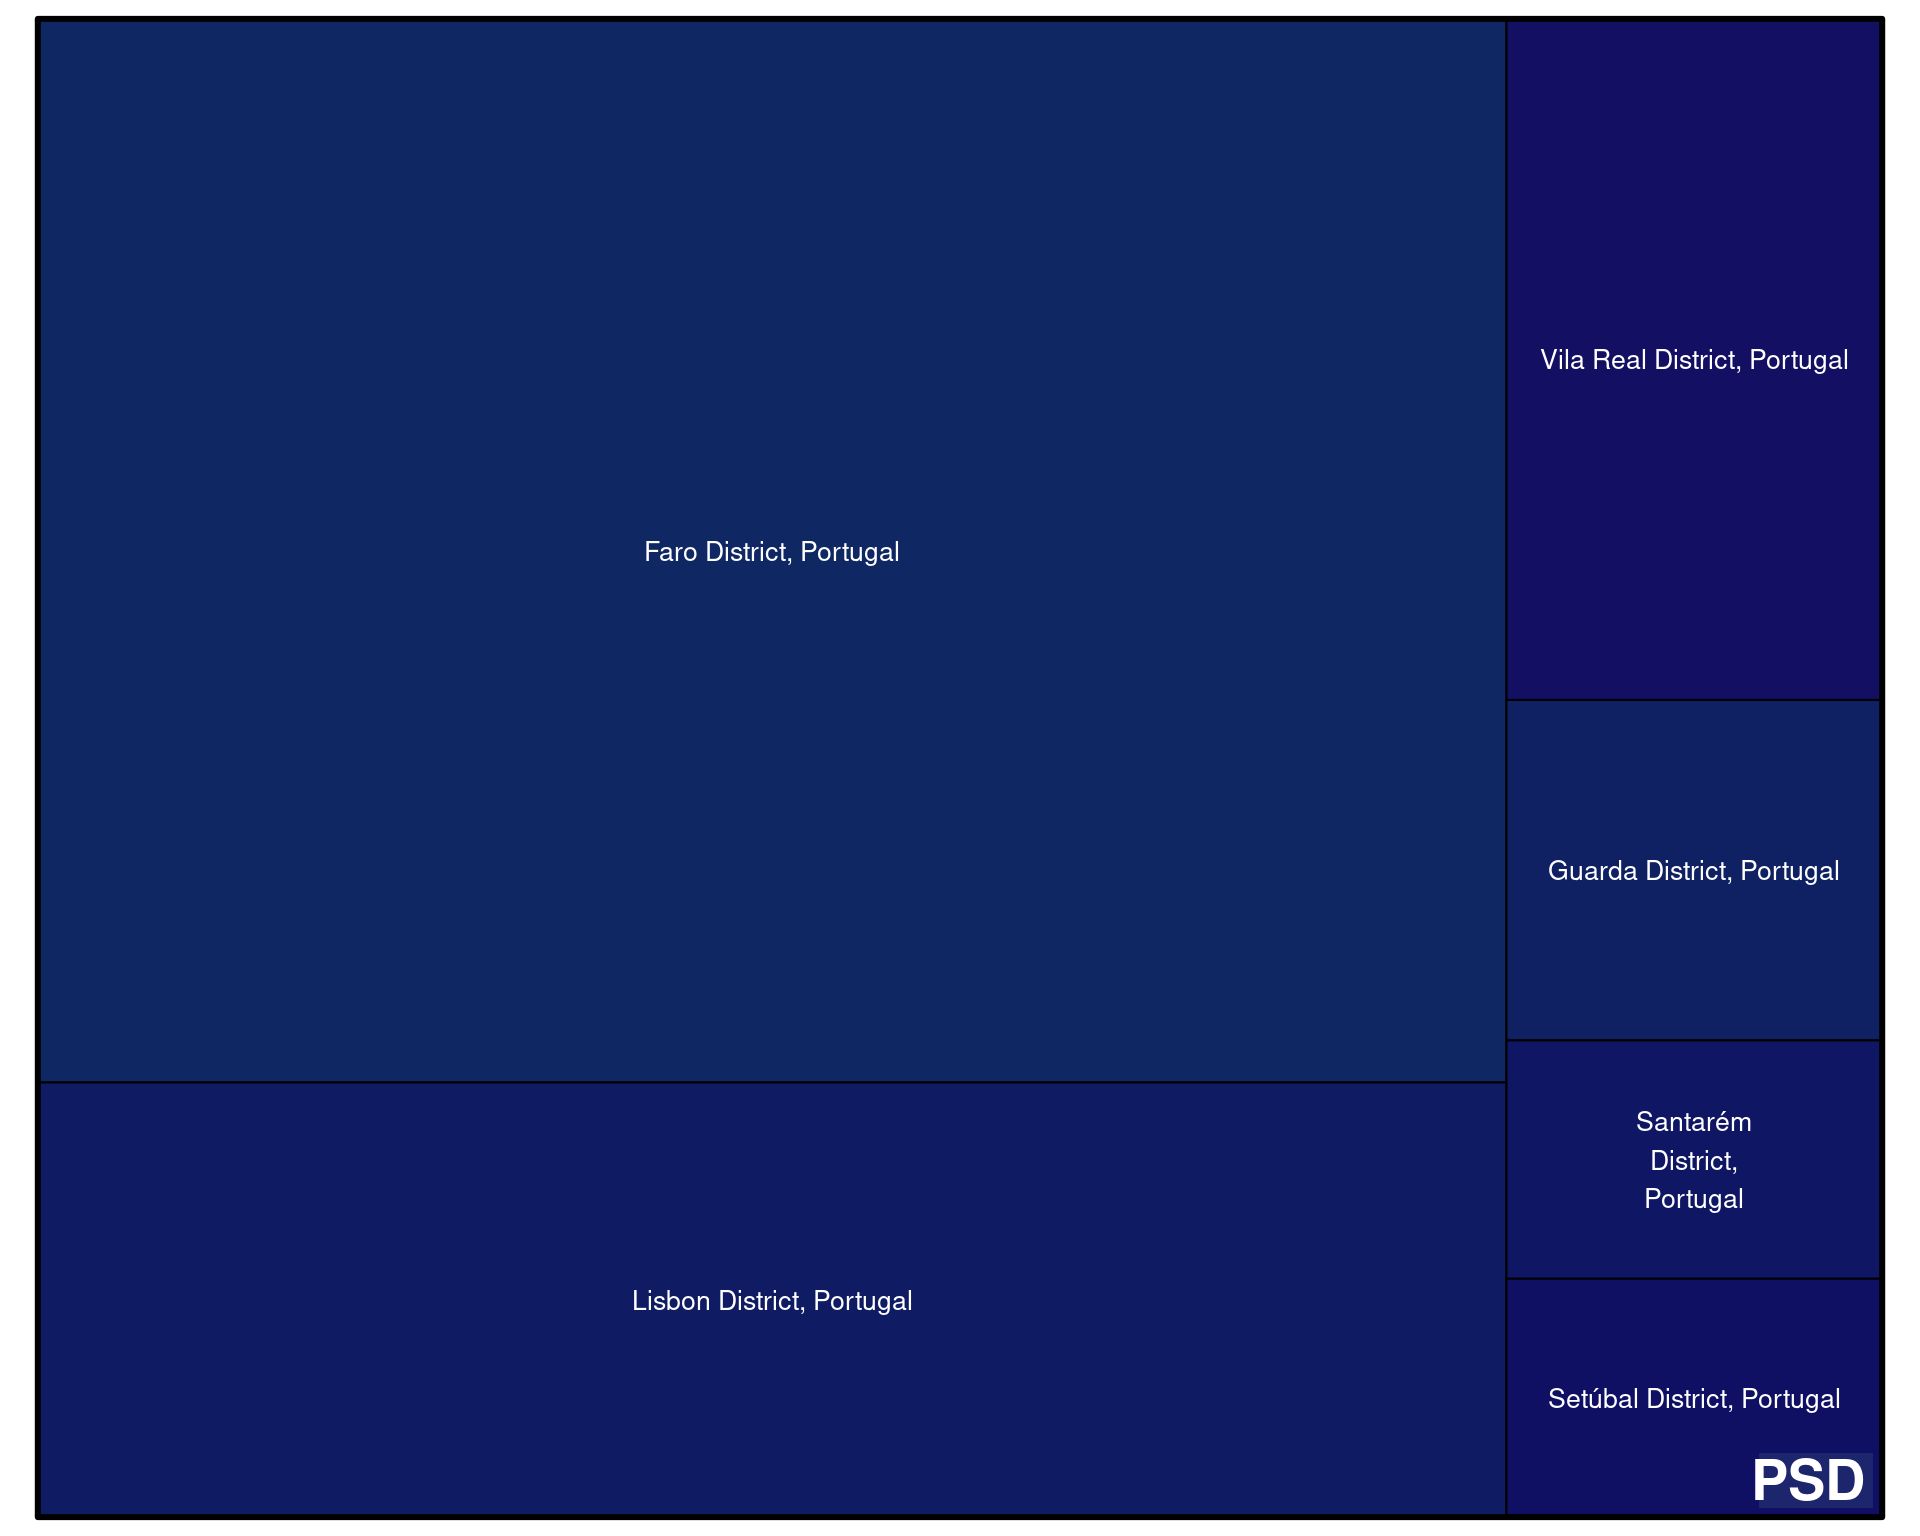 Faro District, Portugal
Lisbon District, Portugal
Vila Real District, Portugal
Guarda District, Portugal
Santarém
District,
Portugal
Setúbal District, Portugal
PSD